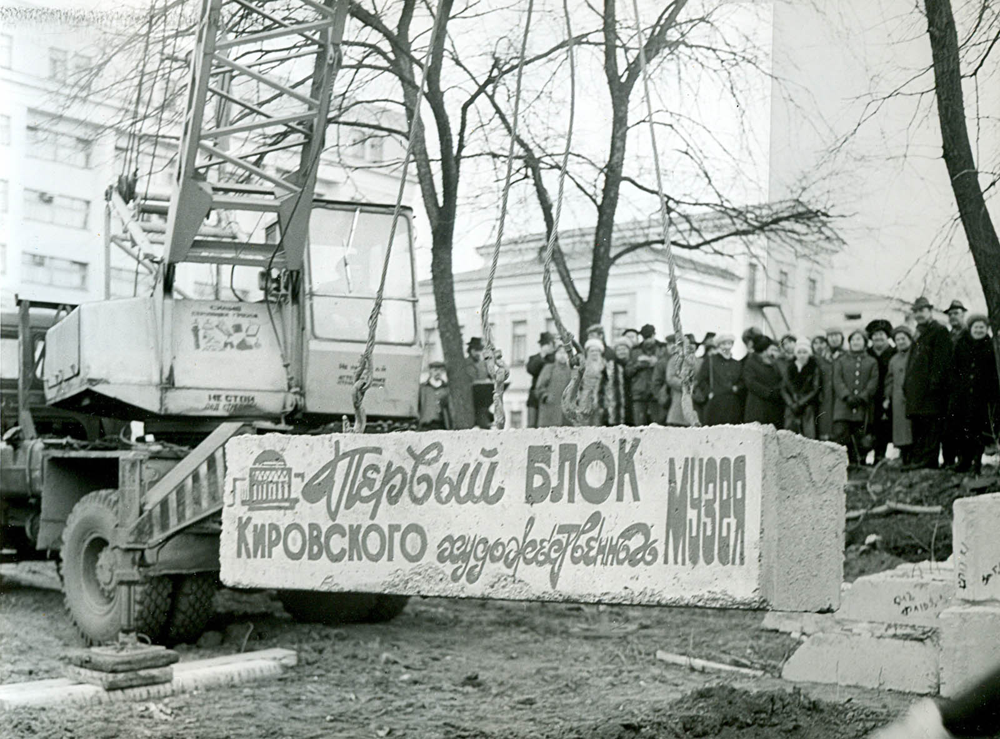 Первый БЛОК
КИРОВСКОГО художественного МУЗЕЯ
НЕ СТОЙ
ПОД СТРЕЛОЙ